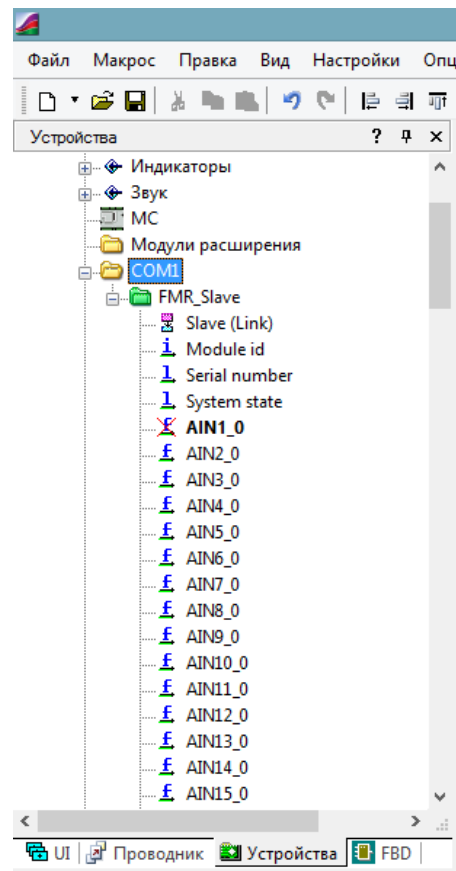 Файл Макрос Правка Вид Настройки Опц
Устройства
Индикаторы
Звук
MC
Модули расширения
COM1
FMR_Slave
Slave (Link)
Module id
Serial number
System state
AIN1_0
AIN2_0
AIN3_0
AIN4_0
AIN5_0
AIN6_0
AIN7_0
AIN8_0
AIN9_0
AIN10_0
AIN11_0
AIN12_0
AIN13_0
AIN14_0
AIN15_0
UI Проводник Устройства FBD